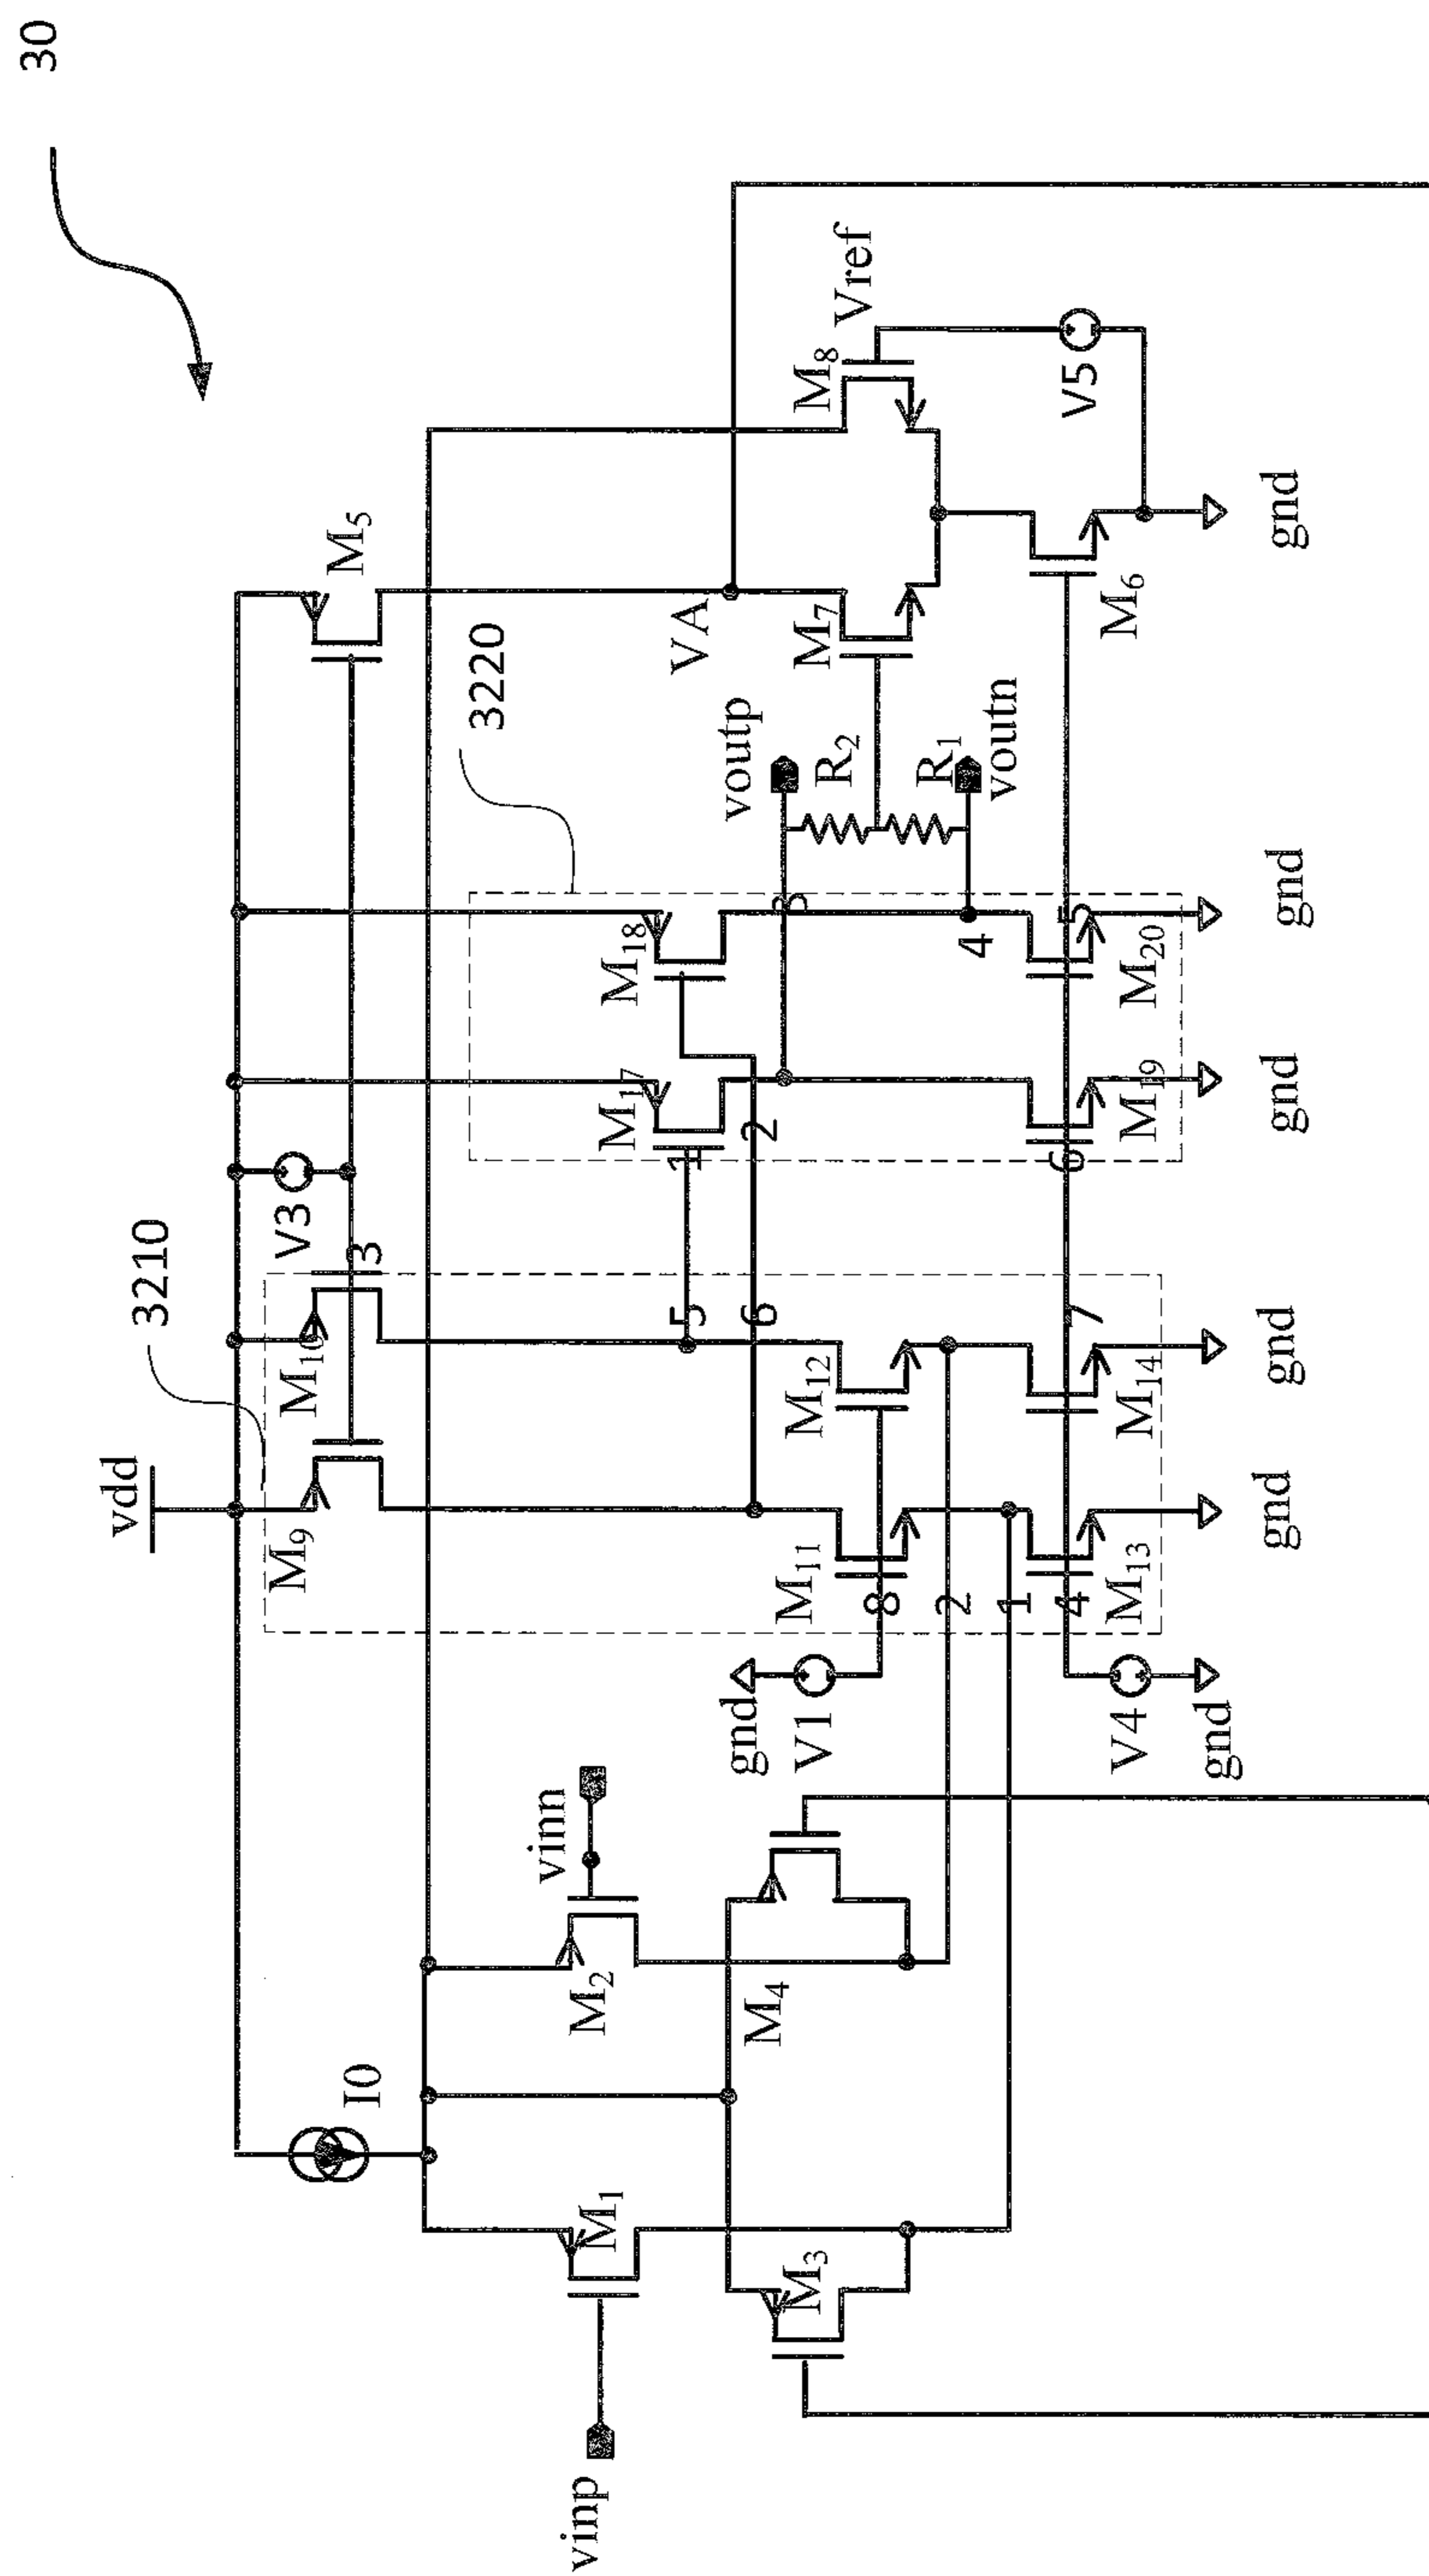 30
vdd
3210
M9
M10
V3
3
I0
M5
3220
M17
1
M18
5
6
2
VA
voutp
3
R2
R1
voutn
4
M7
M8
Vref
V5
M6
gnd
vinp
M1
M3
M2
vinn
M4
gnd
V1
M11
8
M12
2
1
4
M13
7
M14
6
M19
5
M20
V4
gnd
gnd
gnd
gnd
gnd